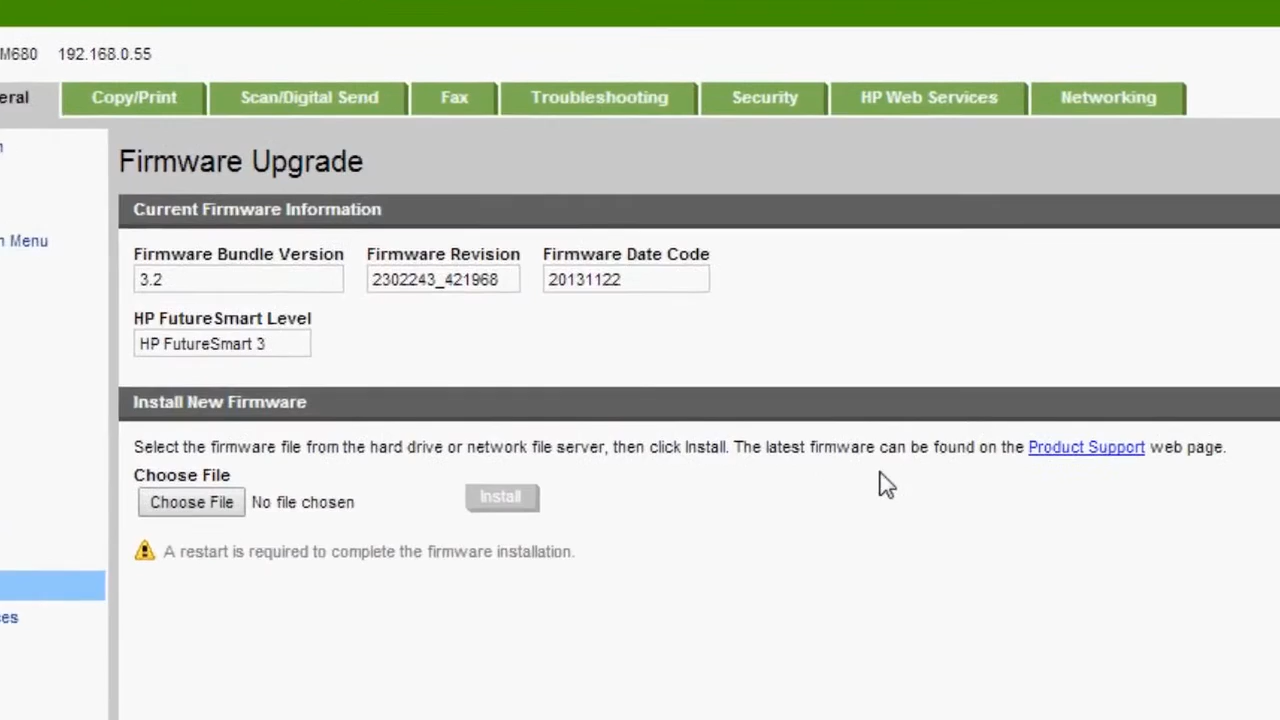 M680 192.168.0.55
eral Copy/Print Scan/Digital Send Fax Troubleshooting Security HP Web Services Networking
Firmware Upgrade
Current Firmware Information
n Menu
Firmware Bundle Version Firmware Revision Firmware Date Code
3.2 2302243_421968 20131122
HP FutureSmart Level
HP FutureSmart 3
Install New Firmware
Select the firmware file from the hard drive or network file server, then click Install. The latest firmware can be found on the Product Support web page.
Choose File
Choose File No file chosen Install
A restart is required to complete the firmware installation.
ces